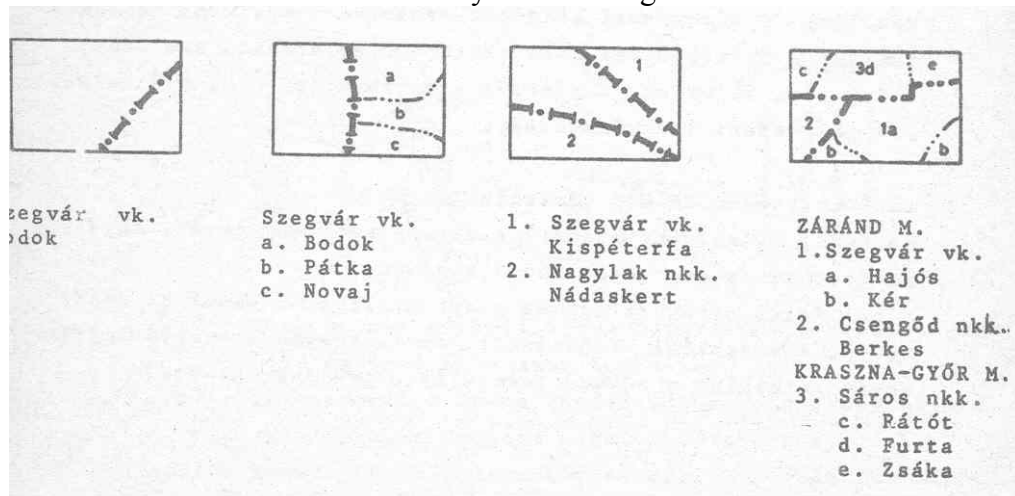 a
b
c
1
2
c
3d
e
2
1a
b
b
zegvár vk.
odok
Szegvár vk.
a. Bodok
b. Pátka
c. Novaj
1. Szegvár vk.
Kispéterfa
2. Nagylak nkk.
Nádaskert
ZÁRÁND M.
1.Szegvár vk.
a. Hajós
b. Kér
2. Csengőd nkk.
Berkes
KRASZNA-GYŐR M.
3. Sáros nkk.
c. Rátót
d. Furta
e. Zsáka